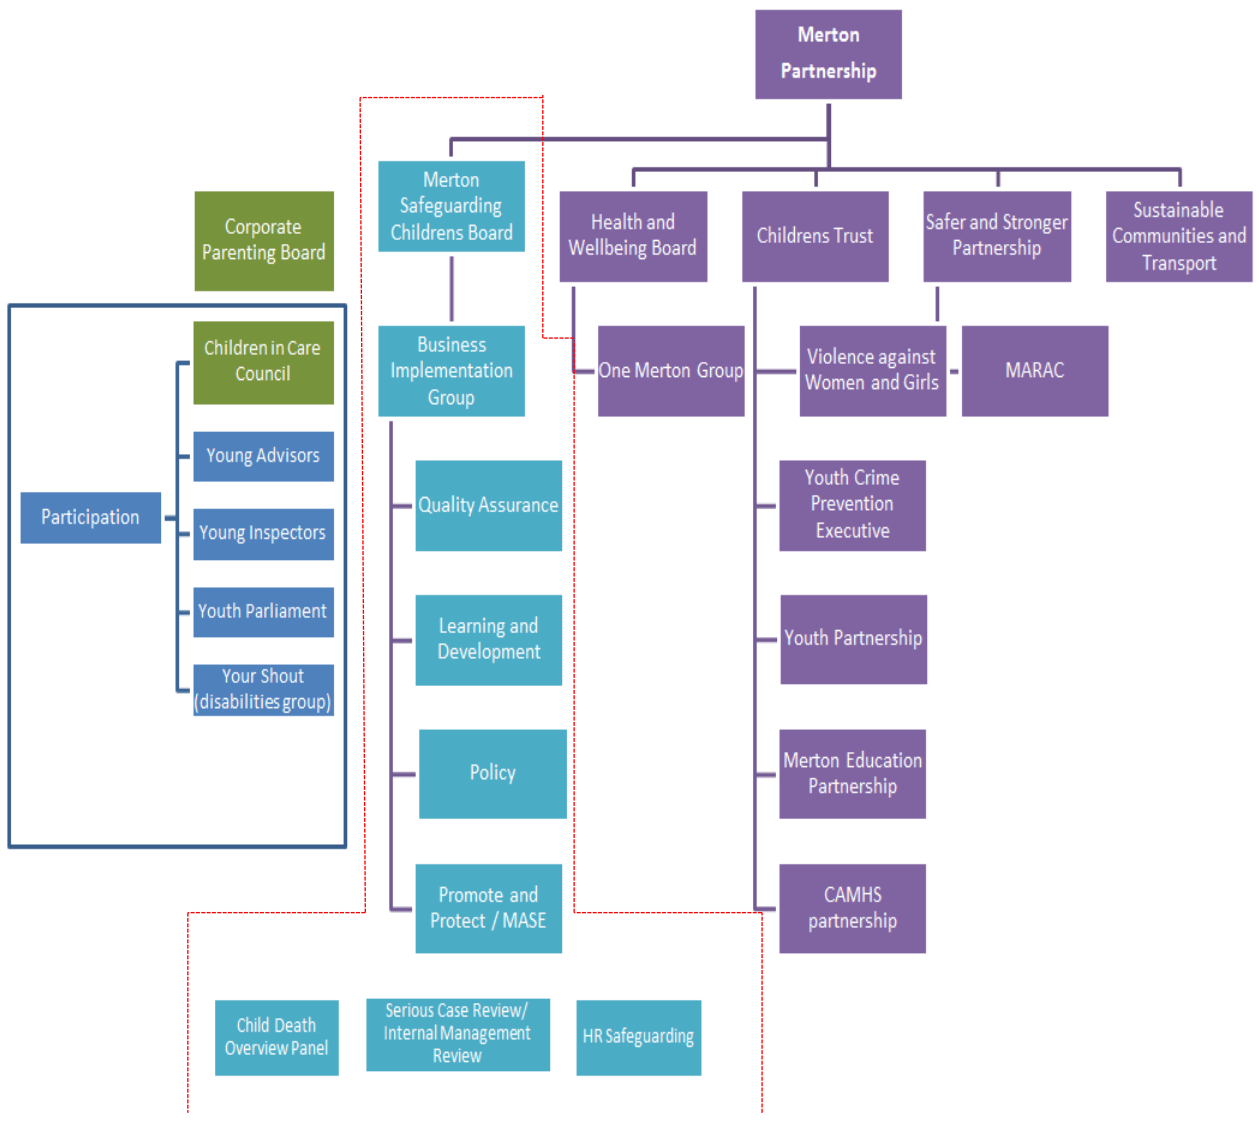 Merton
Partnership
Merton
Safeguarding
Childrens Board
Health and
Wellbeing Board
Childrens Trust
Safer and Stronger
Partnership
Sustainable
Communities and
Transport
Corporate
Parenting Board
Children in Care
Council
Business
Implementation
Group
One Merton Group
Violence against
Women and Girls
MARAC
Young Advisors
Participation
Young Inspectors
Youth Parliament
Your Shout
(disabilities group)
Quality Assurance
Youth Crime
Prevention
Executive
Learning and
Development
Youth Partnership
Policy
Merton Education
Partnership
Promote and
Protect / MASE
CAMHS
partnership
Child Death
Overview Panel
Serious Case Review/
Internal Management
Review
HR Safeguarding